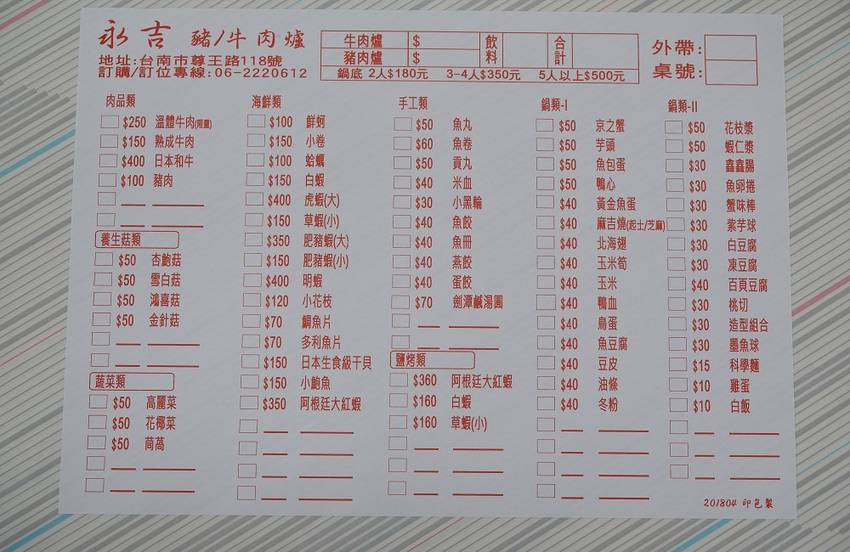 永吉 豬/牛肉爐
地址:台南市尊王路118號
訂購/訂位專線:06-2220612
牛肉爐 $ 飲料 合計
豬肉爐 $
鍋底 2人$180元 3-4人$350元 5人以上$500元
外帶:
桌號:
肉品類
$250 溫體牛肉(限量)
$150 熟成牛肉
$400 日本和牛
$100 豬肉
養生菇類
$50 杏鮑菇
$50 雪白菇
$50 鴻喜菇
$50 金針菇
蔬菜類
$50 高麗菜
$50 花椰菜
$50 茼萵
海鮮類
$100 鮮蚵
$150 小卷
$100 蛤蠣
$150 白蝦
$400 虎蝦(大)
$150 草蝦(小)
$350 肥豬蝦(大)
$150 肥豬蝦(小)
$400 明蝦
$120 小花枝
$70 鯛魚片
$70 多利魚片
$150 日本生食級干貝
$150 小鮑魚
$350 阿根廷大紅蝦
手工類
$50 魚丸
$60 魚卷
$50 貢丸
$40 米血
$30 小黑輪
$40 魚餃
$40 魚冊
$40 燕餃
$40 蛋餃
$70 劍潭鹹湯圓
鹽烤類
$360 阿根廷大紅蝦
$160 白蝦
$160 草蝦(小)
鍋類-I
$50 京之蟹
$50 芋頭
$50 魚包蛋
$50 鴨心
$40 黃金魚蛋
$40 麻吉燒(起士/芝麻)
$40 北海翅
$40 玉米筍
$40 玉米
$40 鴨血
$40 鳥蛋
$40 魚豆腐
$40 豆皮
$40 油條
$40 冬粉
鍋類-II
$50 花枝漿
$50 蝦仁漿
$30 鑫鑫腸
$30 魚卵捲
$30 蟹味棒
$30 紫芋球
$30 白豆腐
$30 凍豆腐
$40 百頁豆腐
$30 桃切
$30 造型組合
$30 墨魚球
$15 科學麵
$10 雞蛋
$10 白飯
201804 印色製